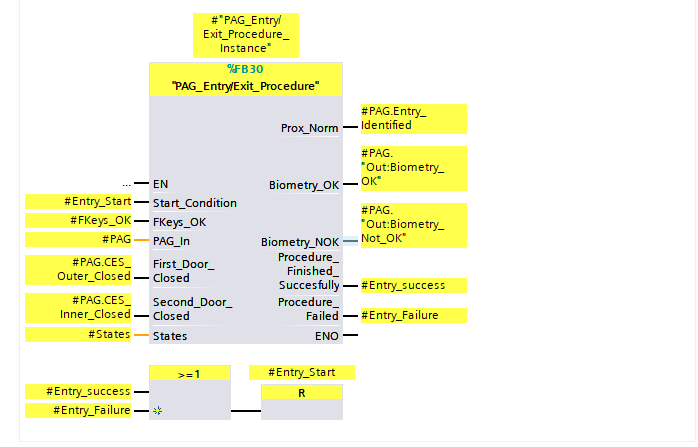 #"PAG_Entry/
Exit_Procedure_
Instance"
%FB30
"PAG_Entry/Exit_Procedure"
Prox_Norm
#PAG.Entry_
Identified
... EN
Biometry_OK
#PAG.
"Out:Biometry_
OK"
#Entry_Start
Start_Condition
#FKeys_OK
FKeys_OK
#PAG
PAG_In
Biometry_NOK
#PAG.
"Out:Biometry_
Not_OK"
#PAG.CES_
Outer_Closed
First_Door_
Closed
Procedure_
Finished_
Succesfully
#Entry_success
#PAG.CES_
Inner_Closed
Second_Door_
Closed
Procedure_
Failed
#Entry_Failure
#States
States
ENO
>=1
#Entry_Start
#Entry_success
R
#Entry_Failure